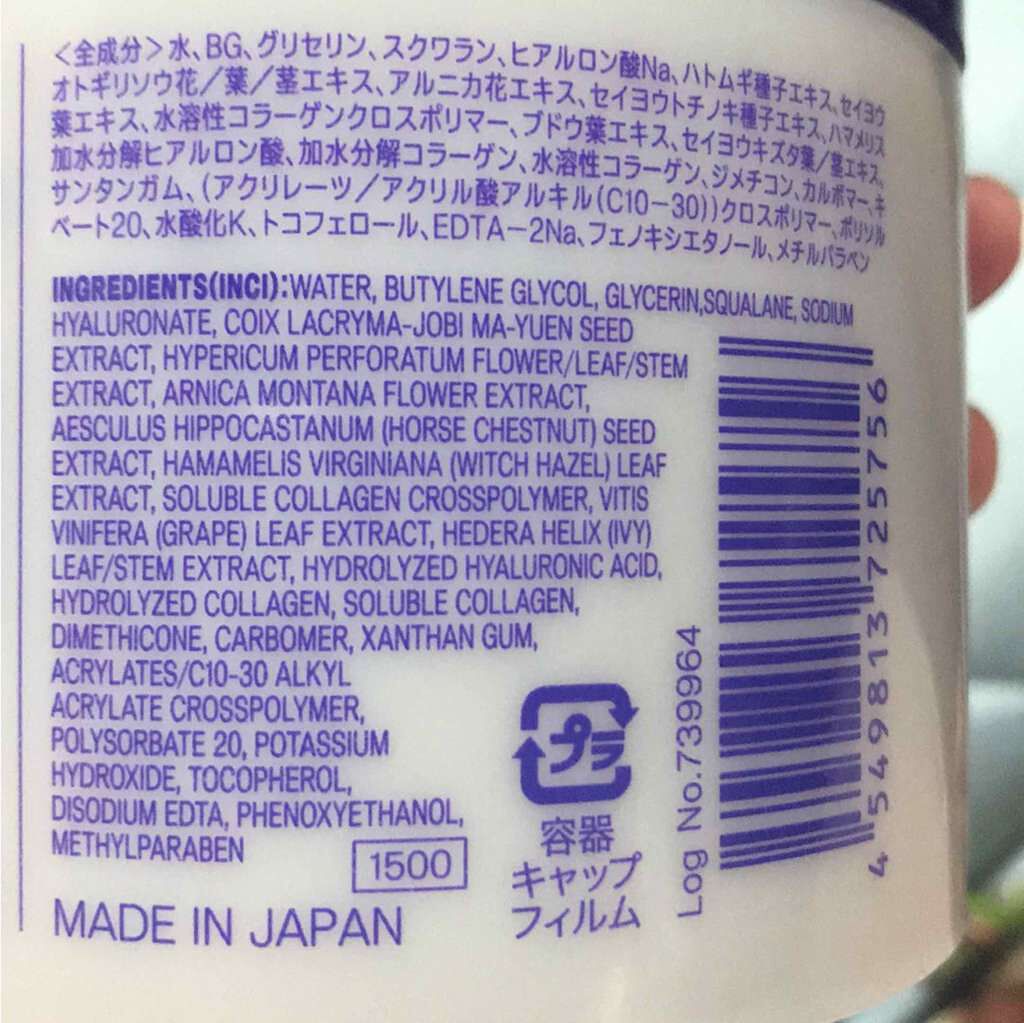 <全成分>水、BG、グリセリン、スクワラン、ヒアルロン酸Na、ハトムギ種子エキス、セイヨウ
オトギリソウ花/葉/茎エキス、アルニカ花エキス、セイヨウトチノキ種子エキス、ハマメリス
葉エキス、水溶性コラーゲンクロスポリマー、ブドウ葉エキス、セイヨウキズタ葉/茎エキス、
加水分解ヒアルロン酸、加水分解コラーゲン、水溶性コラーゲン、ジメチコン、カルボマー、キ
サンタンガム、(アクリレーツ/アクリル酸アルキル(C10-30))クロスポリマー、ポリソル
ベート20、水酸化K、トコフェロール、EDTA-2Na、フェノキシエタノール、メチルパラベン
INGREDIENTS(INCI):WATER, BUTYLENE GLYCOL, GLYCERIN,SQUALANE, SODIUM
HYALURONATE, COIX LACRYMA-JOBI MA-YUEN SEED
EXTRACT, HYPERICUM PERFORATUM FLOWER/LEAF/STEM
EXTRACT, ARNICA MONTANA FLOWER EXTRACT,
AESCULUS HIPPOCASTANUM (HORSE CHESTNUT) SEED
EXTRACT, HAMAMELIS VIRGINIANA (WITCH HAZEL) LEAF
EXTRACT, SOLUBLE COLLAGEN CROSSPOLYMER, VITIS
VINIFERA (GRAPE) LEAF EXTRACT, HEDERA HELIX (IVY)
LEAF/STEM EXTRACT, HYDROLYZED HYALURONIC ACID,
HYDROLYZED COLLAGEN, SOLUBLE COLLAGEN,
DIMETHICONE, CARBOMER, XANTHAN GUM,
ACRYLATES/C10-30 ALKYL
ACRYLATE CROSSPOLYMER,
POLYSORBATE 20, POTASSIUM
HYDROXIDE, TOCOPHEROL,
DISODIUM EDTA, PHENOXYETHANOL,
METHYLPARABEN
1500
MADE IN JAPAN
プラ
容器
キャップ
フィルム
Log No.739964
4 549813 725756